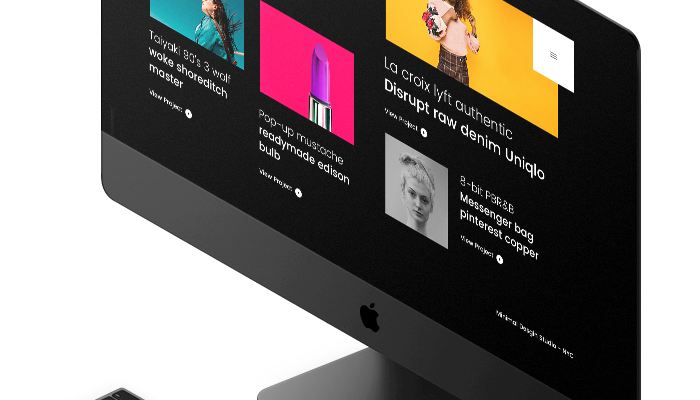 Taiyaki 90's 3 wolf
woke shoreditch
master
View Project
Pop-up mustache
readymade edison
bulb
View Project
La croix lyft authentic
Disrupt raw denim Uniqlo
View Project
8-bit PBR&B
Messenger bag
pinterest copper
View Project
Minimal Design Studio - NYC